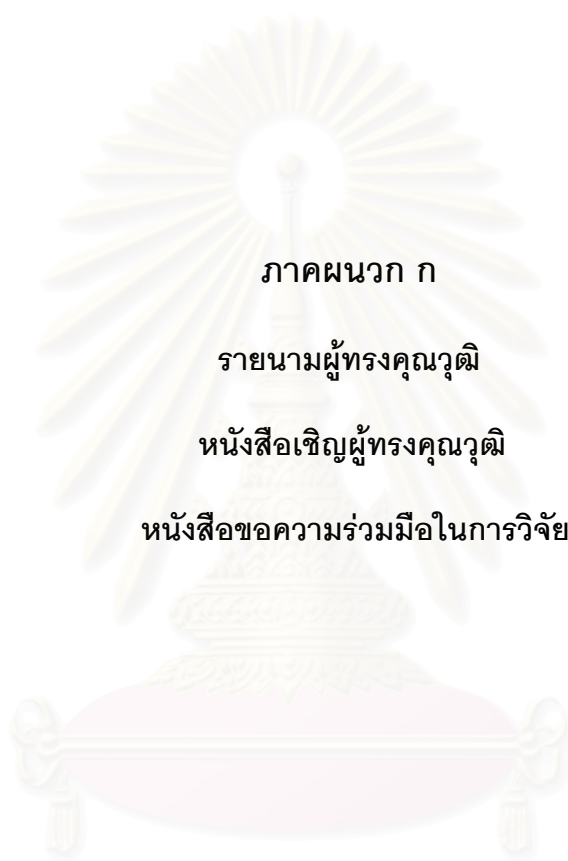 ภาคผนวก ก
รายนามผู้ทรงคุณวุฒิ
หนังสือเชิญผู้ทรงคุณวุฒิ
หนังสือขอความร่วมมือในการวิจัย